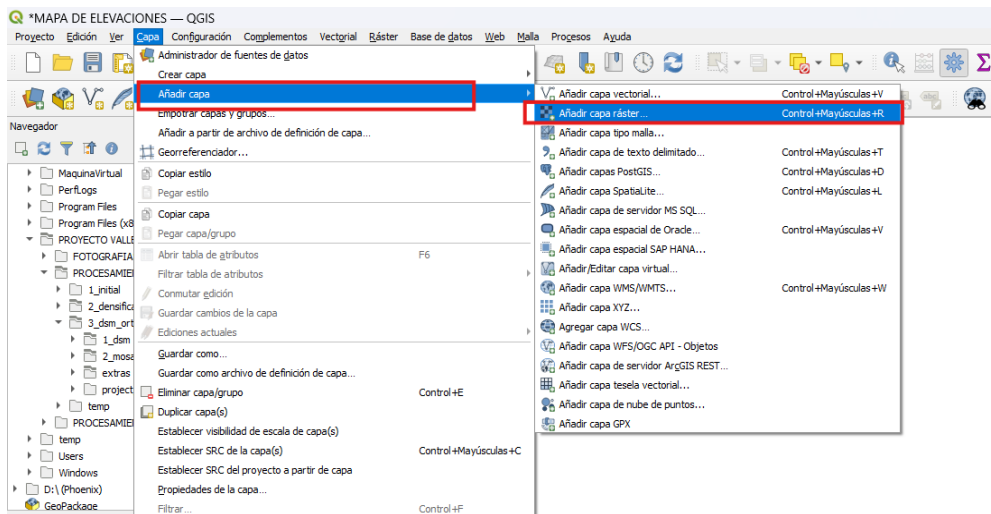 *MAPA DE ELEVACIONES — QGIS
Proyecto Edición Ver Capa Configuración Complementos Vectorial Ráster Base de datos Web Malla Procesos Ayuda
Administrador de fuentes de datos
Crear capa
Añadir capa
Empotrar capas y grupos...
Añadir a partir de archivo de definición de capa...
Georreferenciador...
Copiar estilo
Pegar estilo
Copiar capa
Pegar capa/grupo
Abrir tabla de atributos F6
Filtrar tabla de atributos
Conmutar edición
Guardar cambios de la capa
Ediciones actuales
Guardar como...
Guardar como archivo de definición de capa...
Eliminar capa/grupo Control+E
Duplicar capa(s)
Establecer visibilidad de escala de capa(s)
Establecer SRC de la capa(s) Control+Mayúsculas+C
Establecer SRC del proyecto a partir de capa
Propiedades de la capa...
Filtrar... Control+F
Añadir capa vectorial... Control+Mayúsculas+V
Añadir capa ráster... Control+Mayúsculas+R
Añadir capa tipo malla...
Añadir capa de texto delimitado... Control+Mayúsculas+T
Añadir capas PostGIS... Control+Mayúsculas+D
Añadir capa SpatiaLite... Control+Mayúsculas+L
Añadir capa de servidor MS SQL...
Añadir capa espacial de Oracle... Control+Mayúsculas+V
Añadir capa espacial SAP HANA...
Añadir/Editar capa virtual...
Añadir capa WMS/WMTS... Control+Mayúsculas+W
Añadir capa XYZ...
Agregar capa WCS...
Añadir capa WFS/OGC API - Objetos
Añadir capa de servidor ArcGIS REST...
Añadir capa tesela vectorial...
Añadir capa de nube de puntos...
Añadir capa GPX
Navegador
MaquinaVirtual
PerfLogs
Program Files
Program Files (x8
PROYECTO VALLE
FOTOGRAFIA
PROCESAMIE
1_initial
2_densifica
3_dsm_ort
1_dsm
2_mosa
extras
project
temp
PROCESAMIE
temp
Users
Windows
D:\ (Phoenix)
GeoPackage